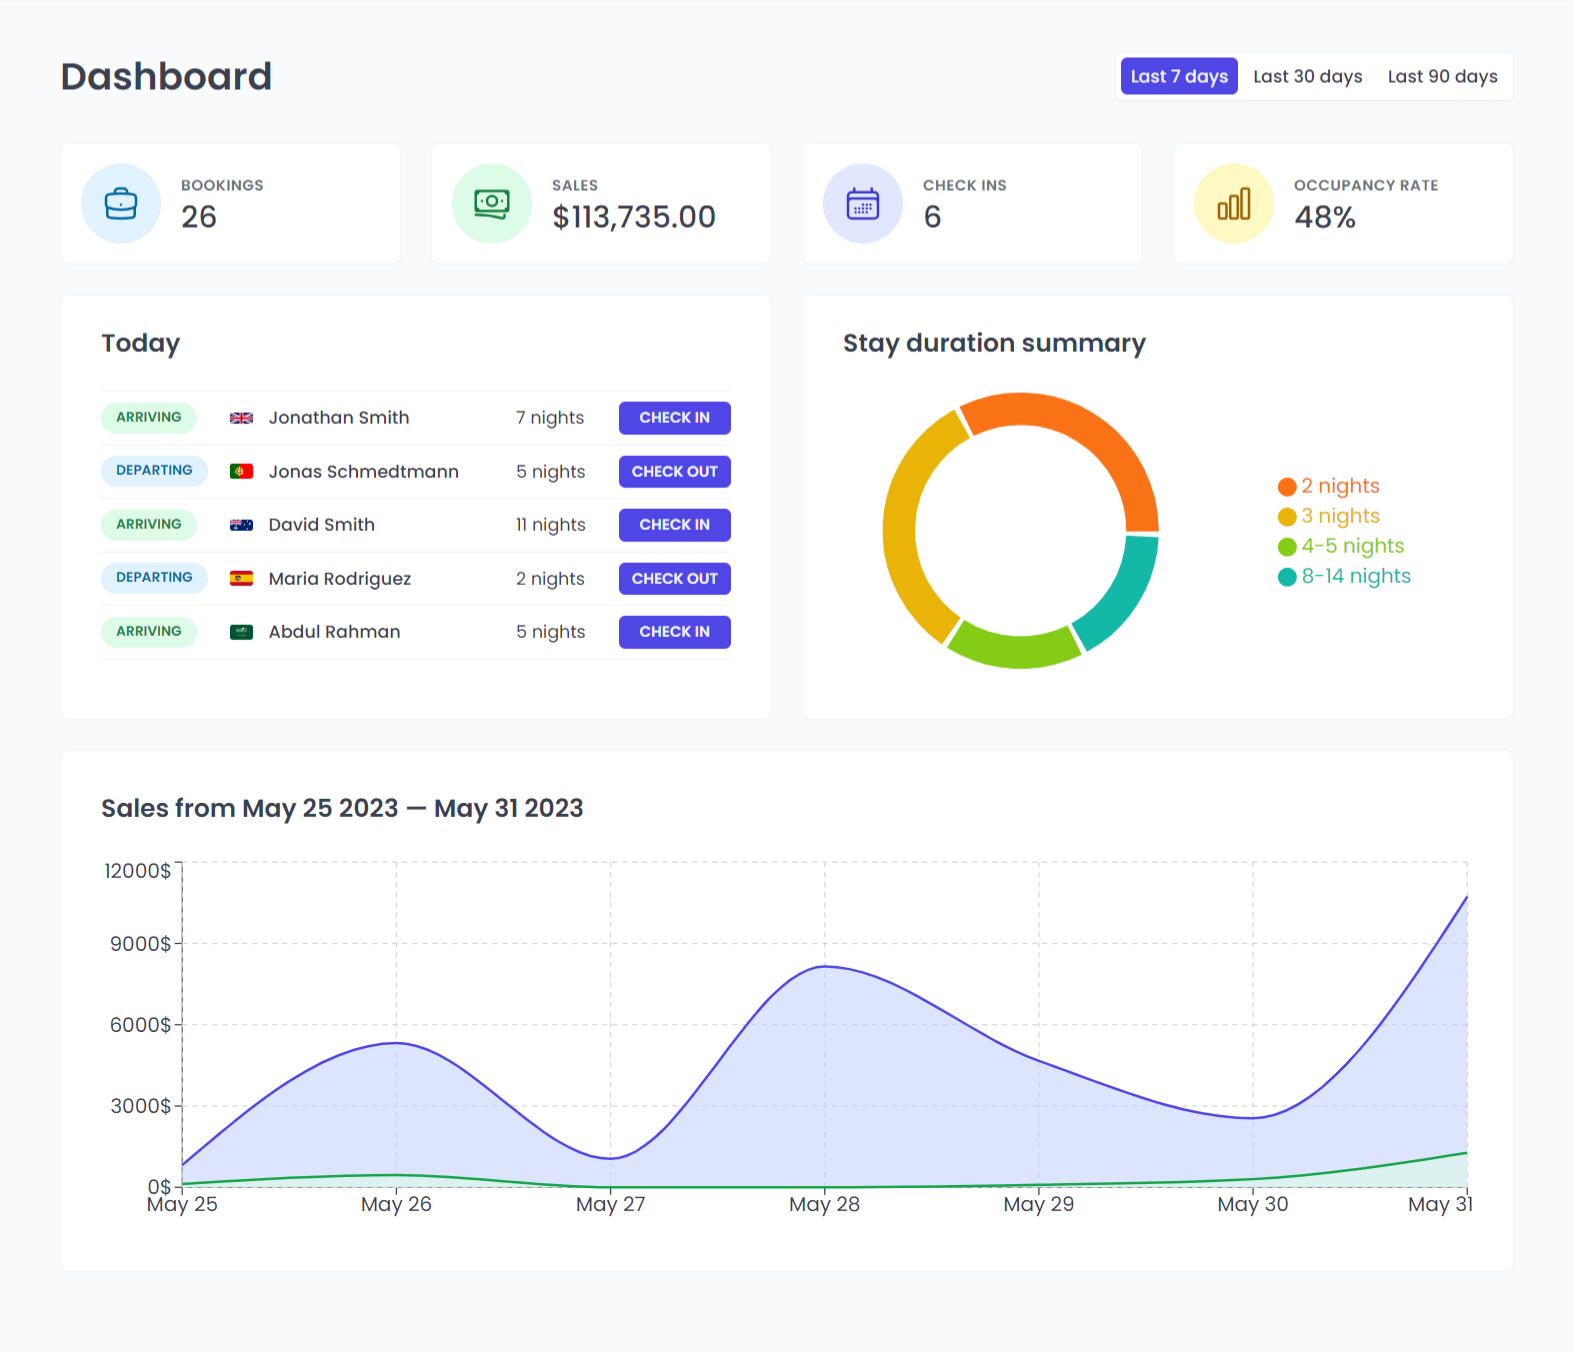 Dashboard
Last 7 days Last 30 days Last 90 days
BOOKINGS
26
SALES
$113,735.00
CHECK INS
6
OCCUPANCY RATE
48%
Today
ARRIVING Jonathan Smith 7 nights CHECK IN
DEPARTING Jonas Schmedtmann 5 nights CHECK OUT
ARRIVING David Smith 11 nights CHECK IN
DEPARTING Maria Rodriguez 2 nights CHECK OUT
ARRIVING Abdul Rahman 5 nights CHECK IN
Stay duration summary
2 nights
3 nights
4-5 nights
8-14 nights
Sales from May 25 2023 — May 31 2023
12000$
9000$
6000$
3000$
0$
May 25 May 26 May 27 May 28 May 29 May 30 May 31